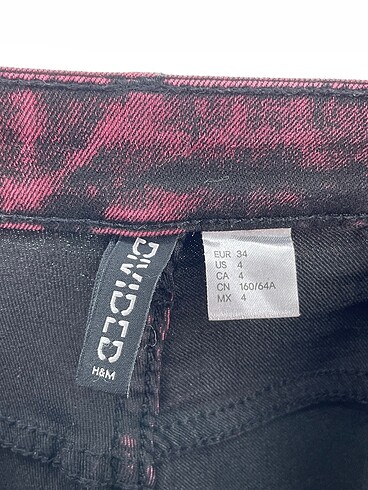 DIVIDED
H&M
EUR 34
US 4
CA 4
CN 160/64A
MX 4